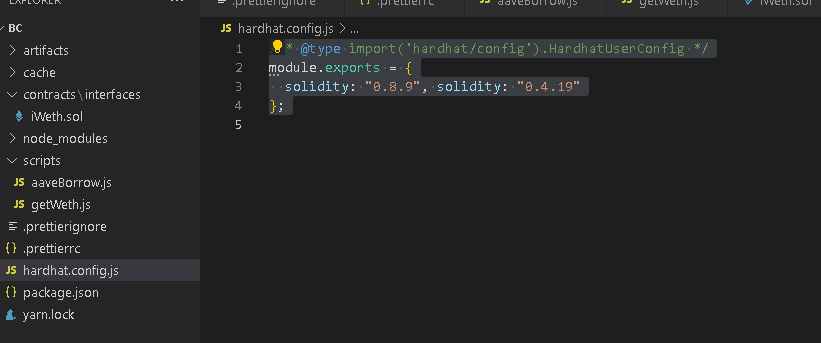 EXPLORER ...
.prettierignore .prettierrc aaveBorrow.js getWeth.js iWeth.sol
BC
artifacts
cache
contracts\interfaces
iWeth.sol
node_modules
scripts
JS aaveBorrow.js
JS getWeth.js
.prettierignore
{} .prettierrc
JS hardhat.config.js
{} package.json
yarn.lock
JS hardhat.config.js > ...
1 * @type import('hardhat/config').HardhatUserConfig */
2 module.exports = {
3 solidity: "0.8.9", solidity: "0.4.19"
4 };
5